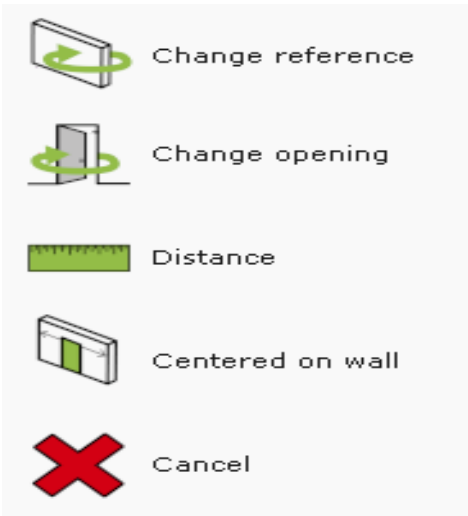 Change reference
Change opening
Distance
Centered on wall
Cancel